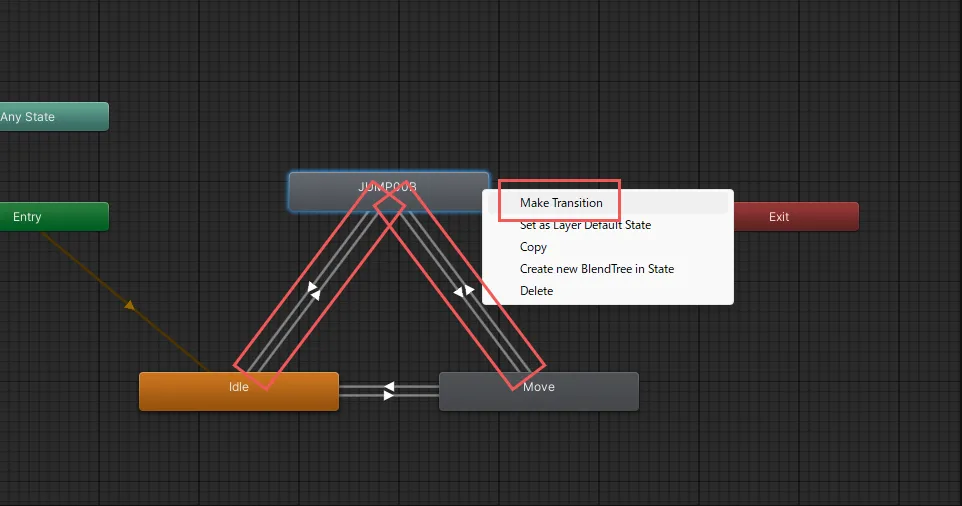 Any State
JUMP00B
Entry
Make Transition
Exit
Set as Layer Default State
Copy
Create new BlendTree in State
Delete
Idle
Move